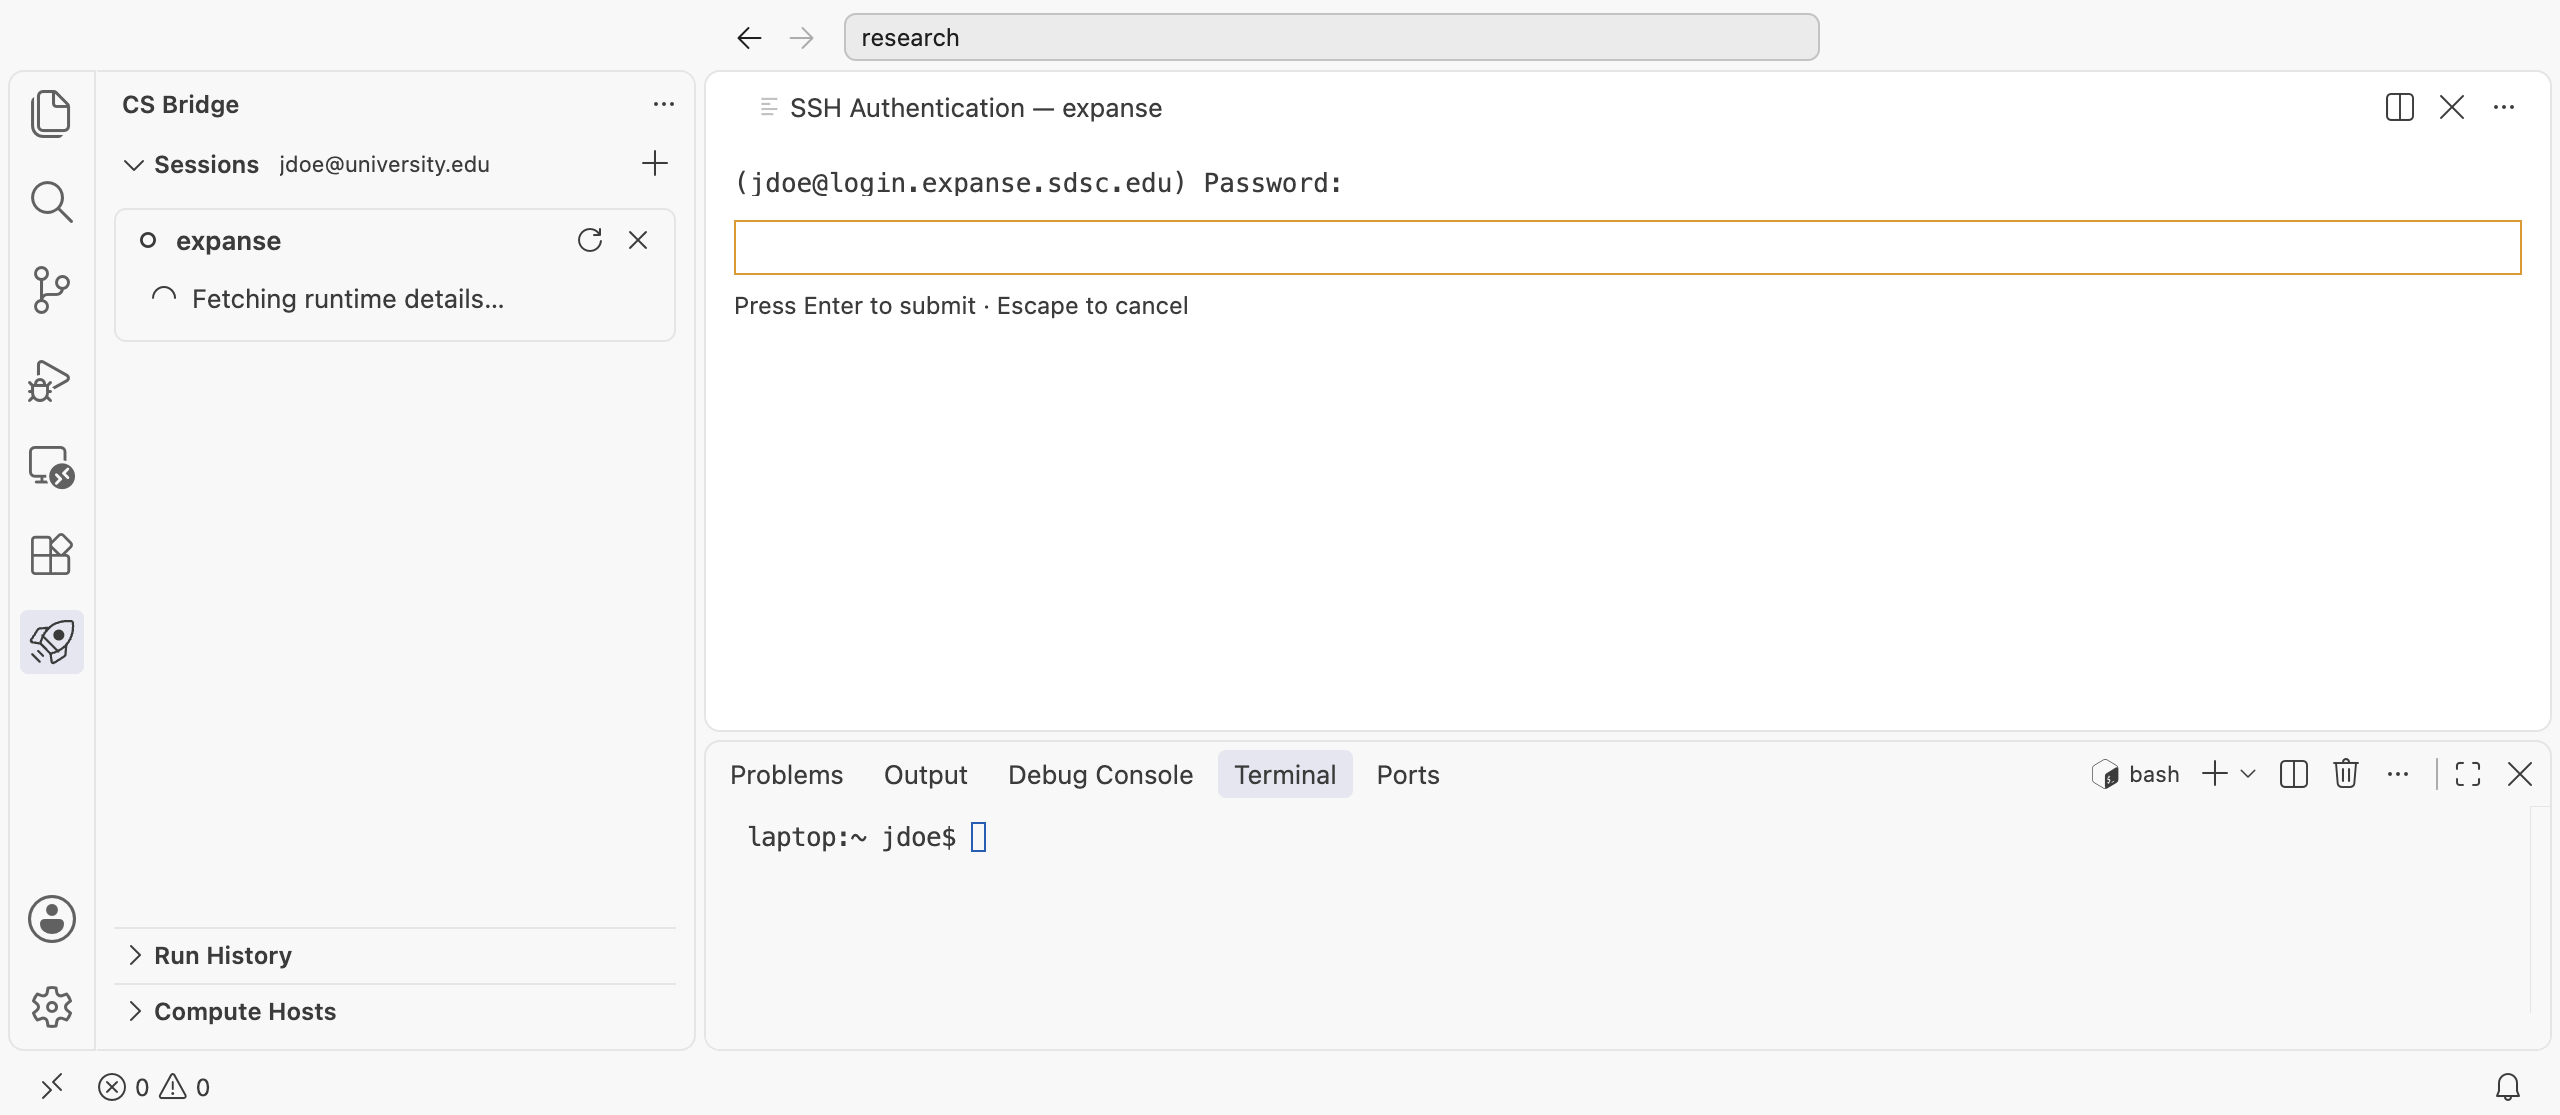 research
CS Bridge
Sessions jdoe@university.edu
expanse
Fetching runtime details...
Run History
Compute Hosts
SSH Authentication — expanse
(jdoe@login.expanse.sdsc.edu) Password:
Press Enter to submit · Escape to cancel
Problems Output Debug Console Terminal Ports
bash
laptop:~ jdoe$
0 0